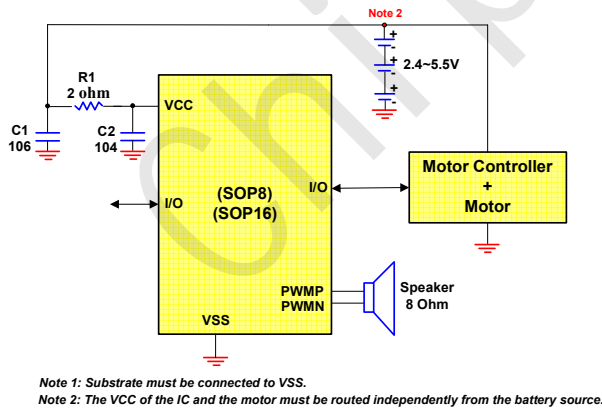 Note 2
+
-
+
-
+
-
2.4~5.5V
R1
2 ohm
C1
106
C2
104
VCC
I/O
(SOP8)
(SOP16)
I/O
Motor Controller
+
Motor
PWMP
PWMN
Speaker
8 Ohm
VSS
Note 1: Substrate must be connected to VSS.
Note 2: The VCC of the IC and the motor must be routed independently from the battery source.